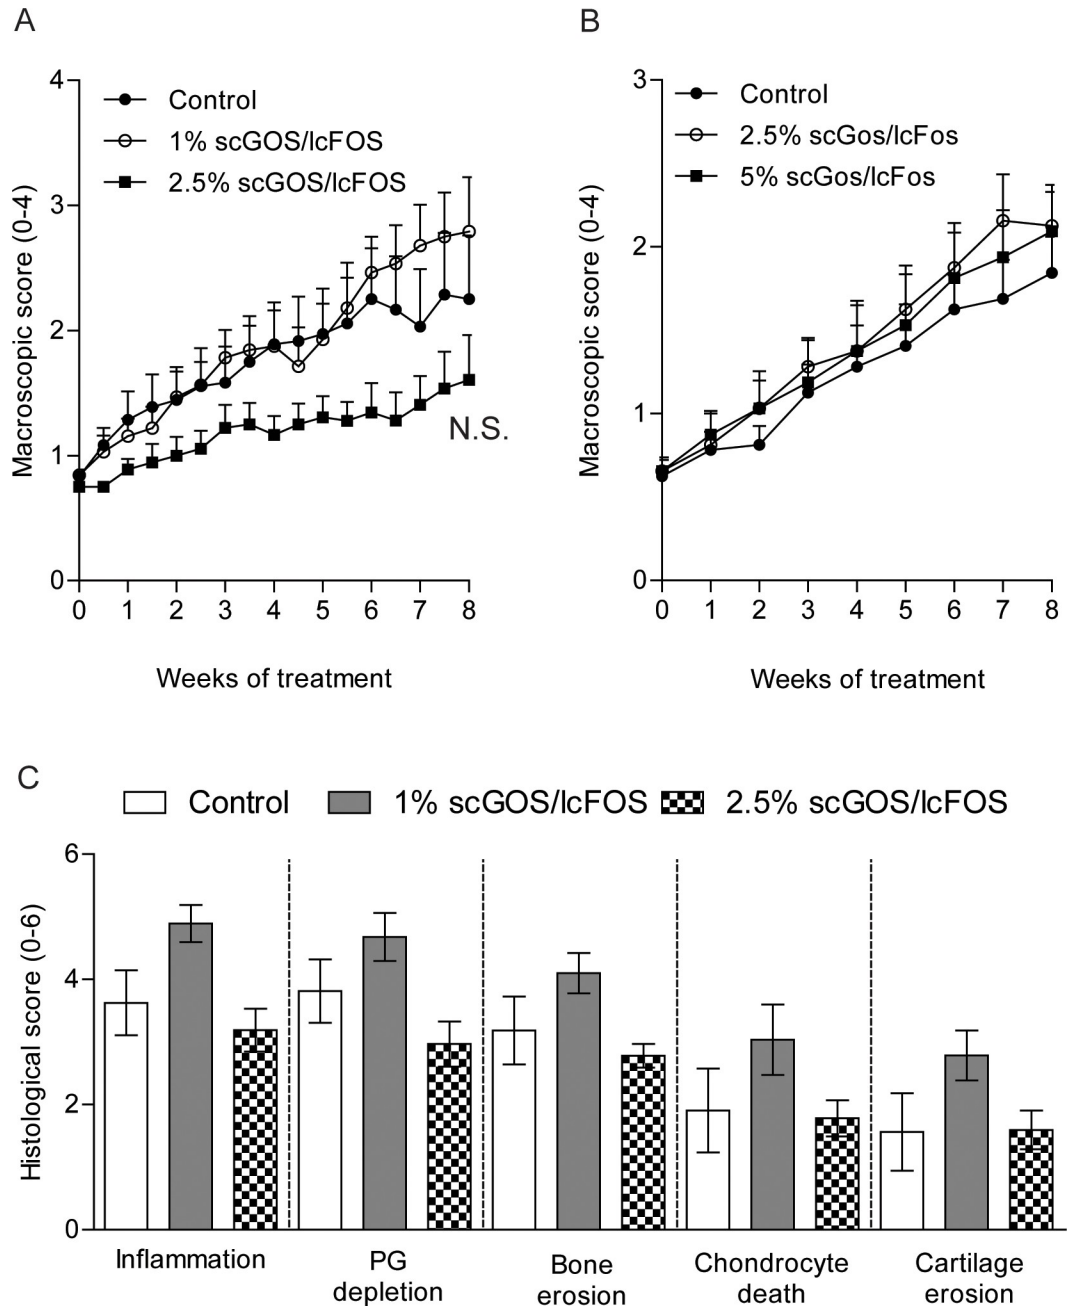 A
Macroscopic score (0-4)
4
3
2
1
0
Control
1% scGOS/lcFOS
2.5% scGOS/lcFOS
N.S.
0 1 2 3 4 5 6 7 8
Weeks of treatment
B
Macroscopic score (0-4)
3
2
1
0
Control
2.5% scGos/lcFos
5% scGos/lcFos
0 1 2 3 4 5 6 7 8
Weeks of treatment
C
Control 1% scGOS/lcFOS 2.5% scGOS/lcFOS
Histological score (0-6)
6
4
2
0
Inflammation
PG
depletion
Bone
erosion
Chondrocyte
death
Cartilage
erosion